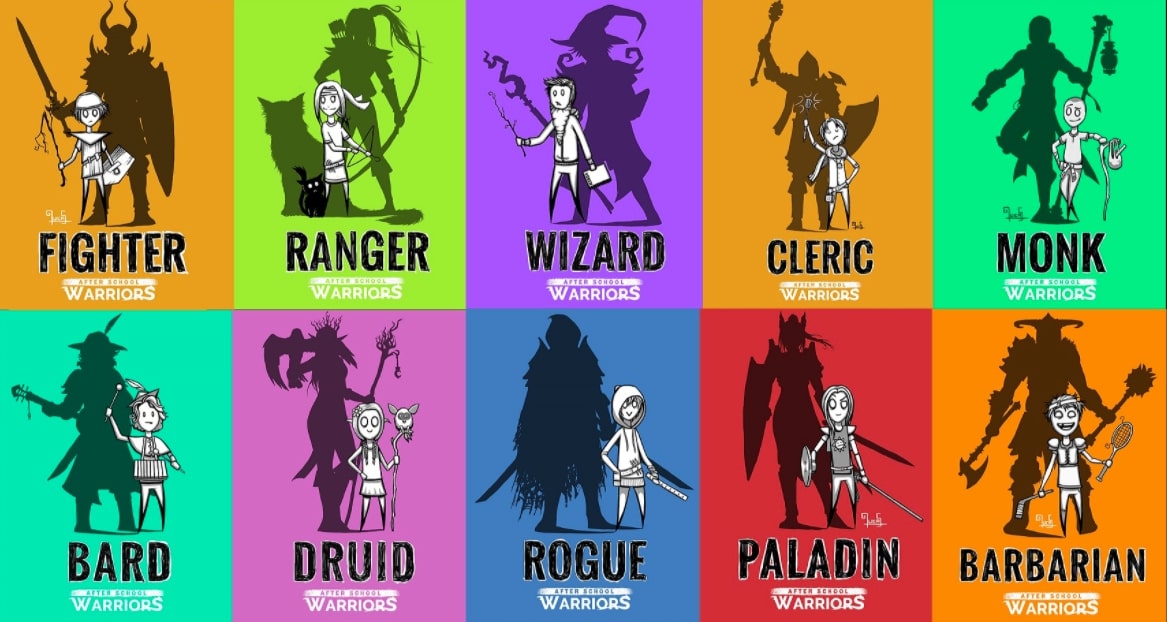 FIGHTER
AFTER SCHOOL
WARRIORS
RANGER
AFTER SCHOOL
WARRIORS
WIZARD
AFTER SCHOOL
WARRIORS
CLERIC
AFTER SCHOOL
WARRIORS
MONK
AFTER SCHOOL
WARRIORS
BARD
AFTER SCHOOL
WARRIORS
DRUID
AFTER SCHOOL
WARRIORS
ROGUE
AFTER SCHOOL
WARRIORS
PALADIN
AFTER SCHOOL
WARRIORS
BARBARIAN
AFTER SCHOOL
WARRIORS